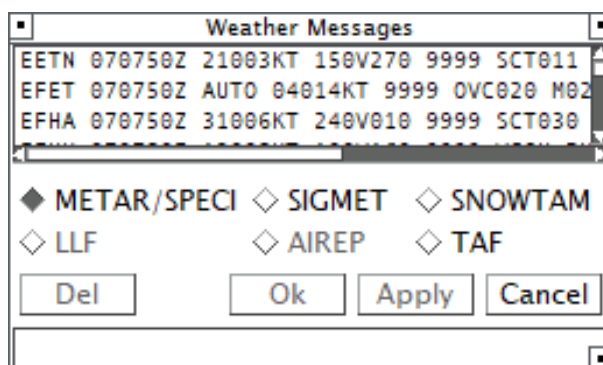 Weather Messages
EETN 070750Z 21003KT 150V270 9999 SCT011
EFET 070750Z AUTO 04014KT 9999 OVC020 M02
EFHA 070750Z 31006KT 240V010 9999 SCT030
METAR/SPECI SIGMET SNOWTAM
LLF AIREP TAF
Del Ok Apply Cancel